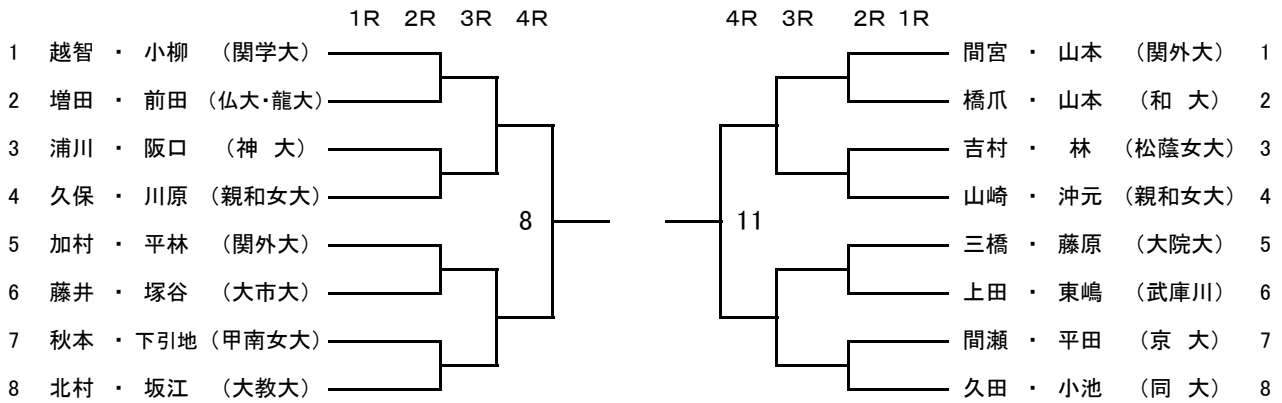 1R 2R 3R 4R
1 越智 ・ 小柳 （関学大）
2 増田 ・ 前田 （仏大・龍大）
3 浦川 ・ 阪口 （神 大）
4 久保 ・ 川原 （親和女大）
5 加村 ・ 平林 （関外大）
6 藤井 ・ 塚谷 （大市大）
7 秋本 ・ 下引地 （甲南女大）
8 北村 ・ 坂江 （大教大）
8
4R 3R 2R 1R
間宮 ・ 山本 （関外大） 1
橋爪 ・ 山本 （和 大） 2
吉村 ・ 林 （松蔭女大） 3
山崎 ・ 沖元 （親和女大） 4
三橋 ・ 藤原 （大院大） 5
上田 ・ 東嶋 （武庫川） 6
間瀬 ・ 平田 （京 大） 7
久田 ・ 小池 （同 大） 8
11